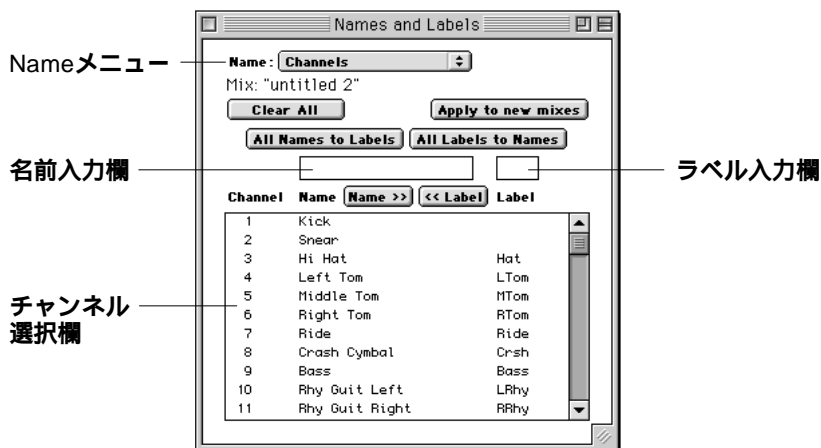 Names and Labels
Nameメニュー
Name: Channels
Mix: "untitled 2"
Clear All
Apply to new mixes
All Names to Labels
All Labels to Names
名前入力欄
ラベル入力欄
Channel Name Name >> << Label Label
1 Kick
2 Snear
3 Hi Hat Hat
4 Left Tom LTom
チャンネル
選択欄
5 Middle Tom MTom
6 Right Tom RTom
7 Ride Ride
8 Crash Cymbal Crsh
9 Bass Bass
10 Rhy Guit Left LRhy
11 Rhy Guit Right RRhy